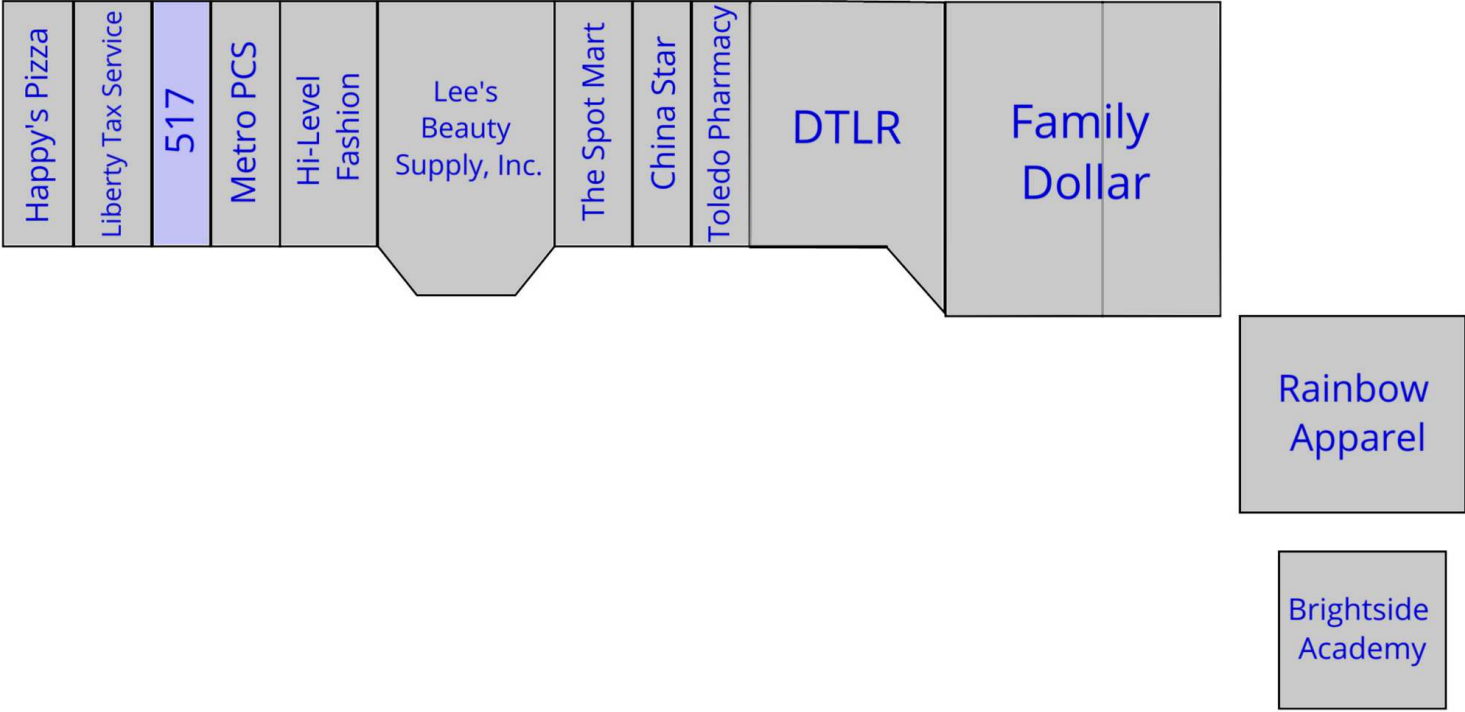 Happy's Pizza
Liberty Tax Service
517
Metro PCS
Hi-Level
Fashion
Lee's
Beauty
Supply, Inc.
The Spot Mart
China Star
Toledo Pharmacy
DTLR
Family
Dollar
Rainbow
Apparel
Brightside
Academy